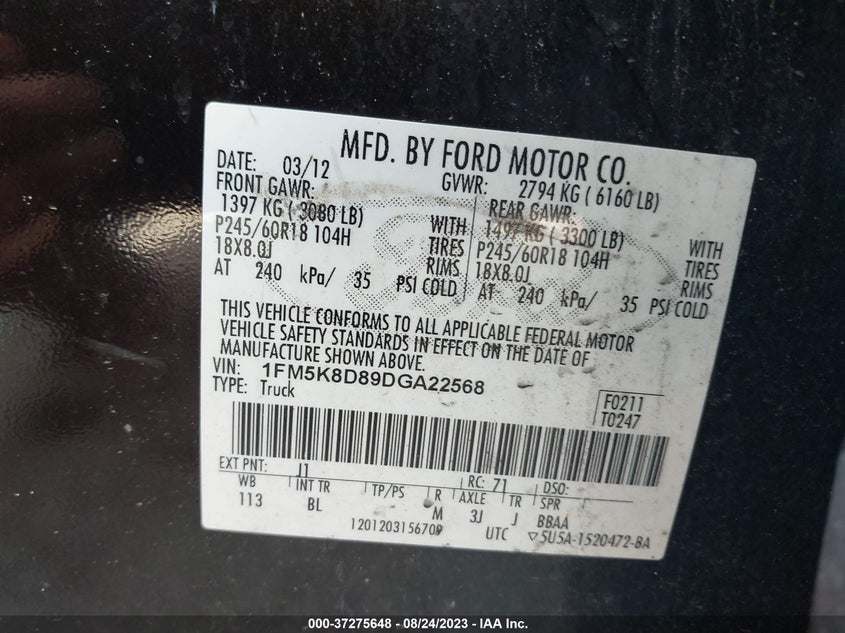 MFD. BY FORD MOTOR CO.
DATE: 03/12 GVWR: 2794 KG ( 6160 LB)
FRONT GAWR: REAR GAWR:
1397 KG ( 3080 LB) WITH 1497 KG ( 3300 LB) WITH
P245/60R18 104H TIRES P245/60R18 104H TIRES
18X8.0J RIMS 18X8.0J RIMS
AT 240 kPa/ 35 PSI COLD AT 240 kPa/ 35 PSI COLD
THIS VEHICLE CONFORMS TO ALL APPLICABLE FEDERAL MOTOR
VEHICLE SAFETY STANDARDS IN EFFECT ON THE DATE OF
MANUFACTURE SHOWN ABOVE.
VIN: 1FM5K8D89DGA22568
TYPE: Truck
F0211
T0247
EXT PNT: J1 RC: 71 DSO:
WB INT TR TP/PS R AXLE TR SPR
113 BL M 3J J BBAA
1201203156709 UTC ▽5U5A-1520472-BA
000-37275648 - 08/24/2023 - IAA Inc.